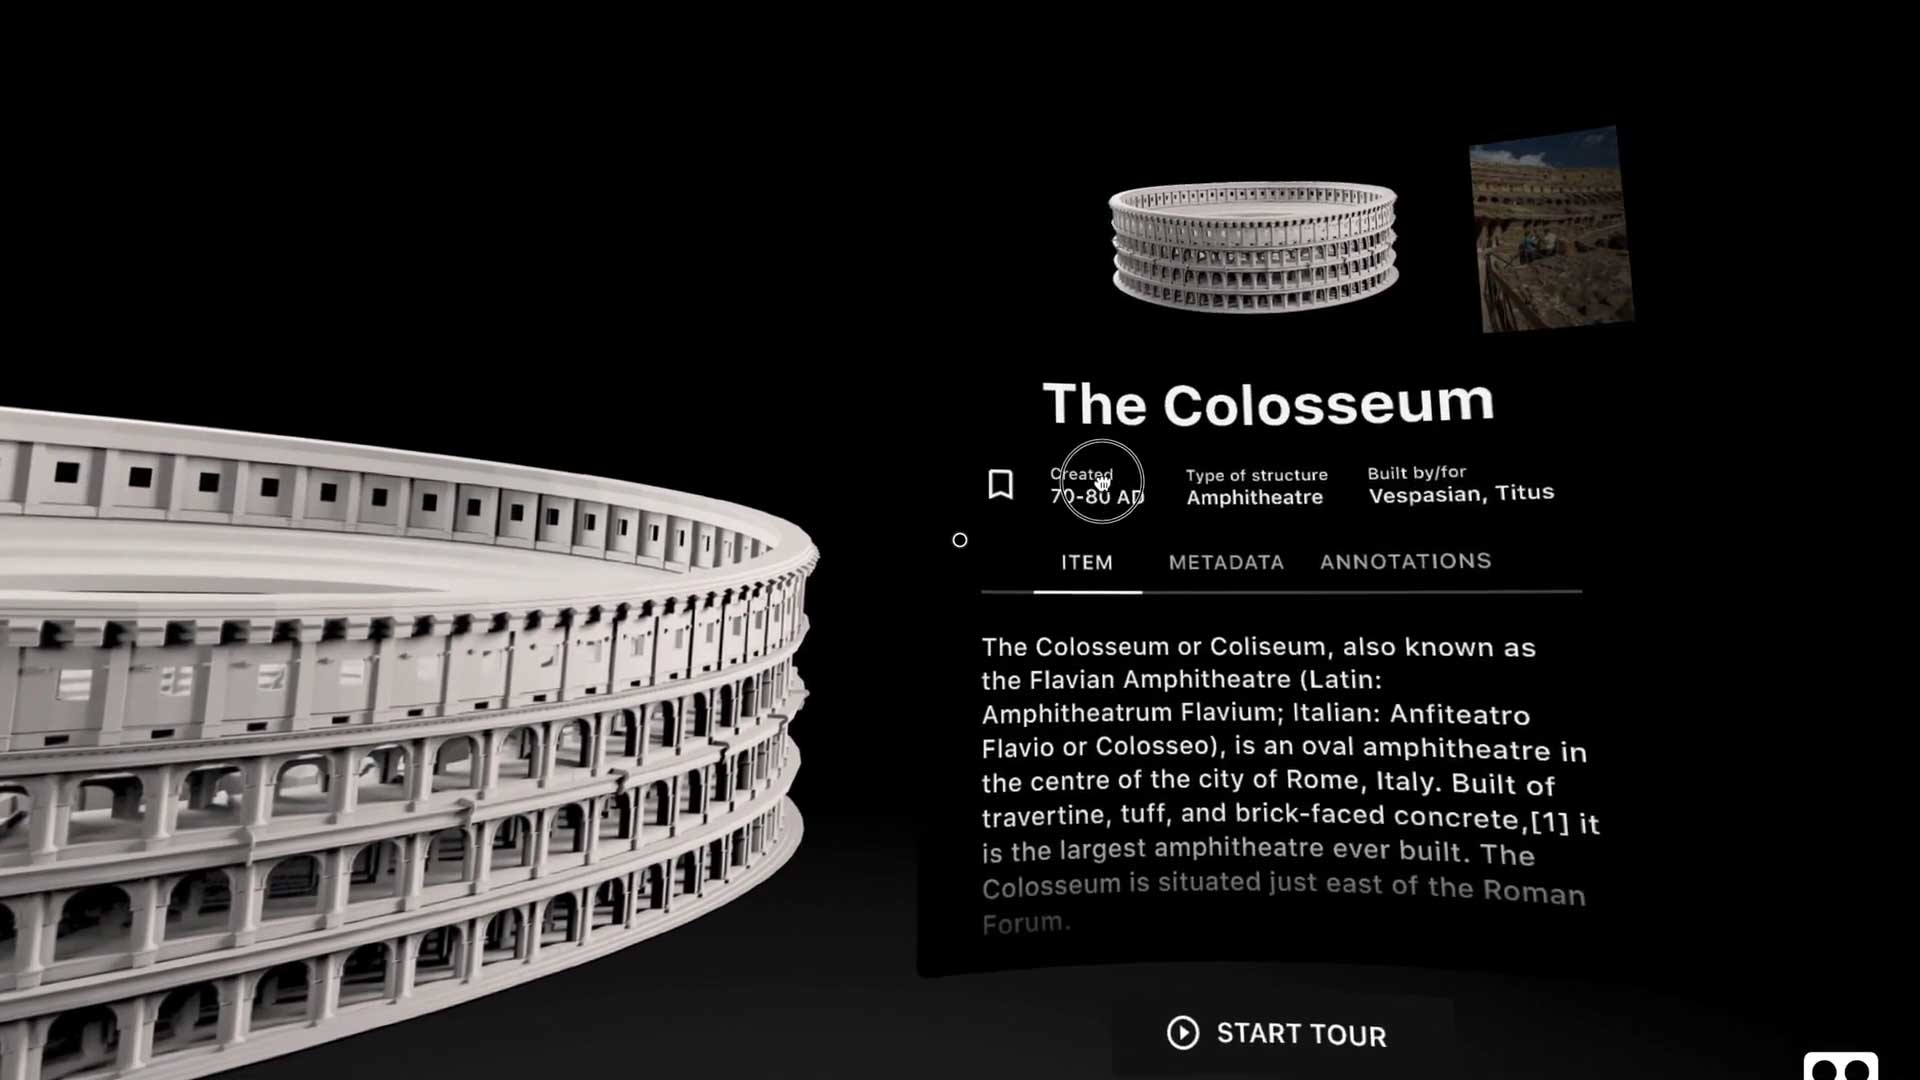 The Colosseum
Created
70-80 AD
Type of structure
Amphitheatre
Built by/for
Vespasian, Titus
ITEM
METADATA
ANNOTATIONS
The Colosseum or Coliseum, also known as
the Flavian Amphitheatre (Latin:
Amphitheatrum Flavium; Italian: Anfiteatro
Flavio or Colosseo), is an oval amphitheatre in
the centre of the city of Rome, Italy. Built of
travertine, tuff, and brick-faced concrete,[1] it
is the largest amphitheatre ever built. The
Colosseum is situated just east of the Roman
Forum.
START TOUR